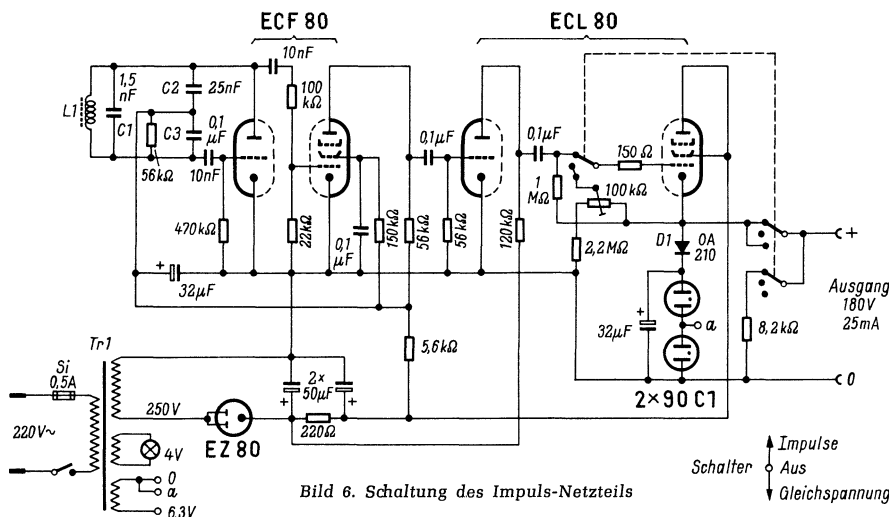 ECF 80
ECL 80
10nF
1,5 nF
C2
25nF
100 kΩ
L1
C1
C3
0,1 µF
10nF
56kΩ
0,1µF
0,1µF
150Ω
1 MΩ
100kΩ
470kΩ
22kΩ
0,1 µF
150kΩ
56kΩ
56kΩ
120kΩ
2,2MΩ
D1
OA 210
+
+
32µF
Ausgang
180V
25mA
+
32µF
a
8,2kΩ
Tr1
5,6kΩ
Si
0,5A
2×
50µF
+
+
0
250V
220Ω
2×90 C1
220V~
EZ 80
4V
0
a
6,3V
Schalter
Impulse
Aus
Gleichspannung
Bild 6. Schaltung des Impuls-Netzteils